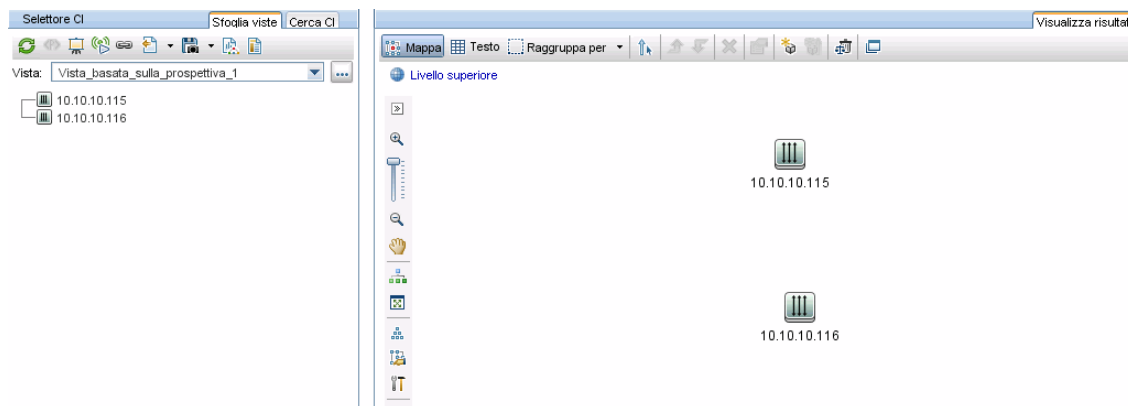 Selettore CI
Sfoglia viste
Cerca CI
Vista:
Vista_basata_sulla_prospettiva_1
...
10.10.10.115
10.10.10.116
Visualizza risultat
Mappa
Testo
Raggruppa per
Livello superiore
10.10.10.115
10.10.10.116